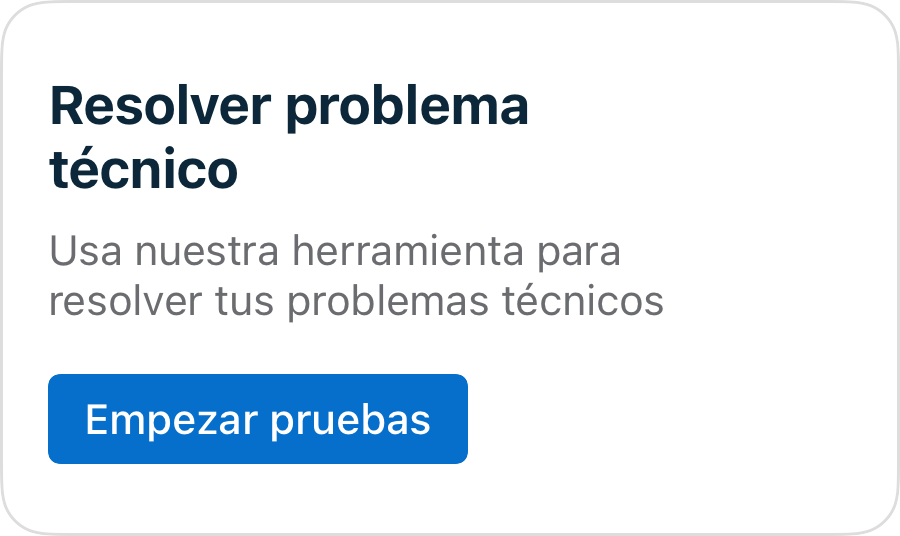 Resolver problema
técnico
Usa nuestra herramienta para
resolver tus problemas técnicos
Empezar pruebas